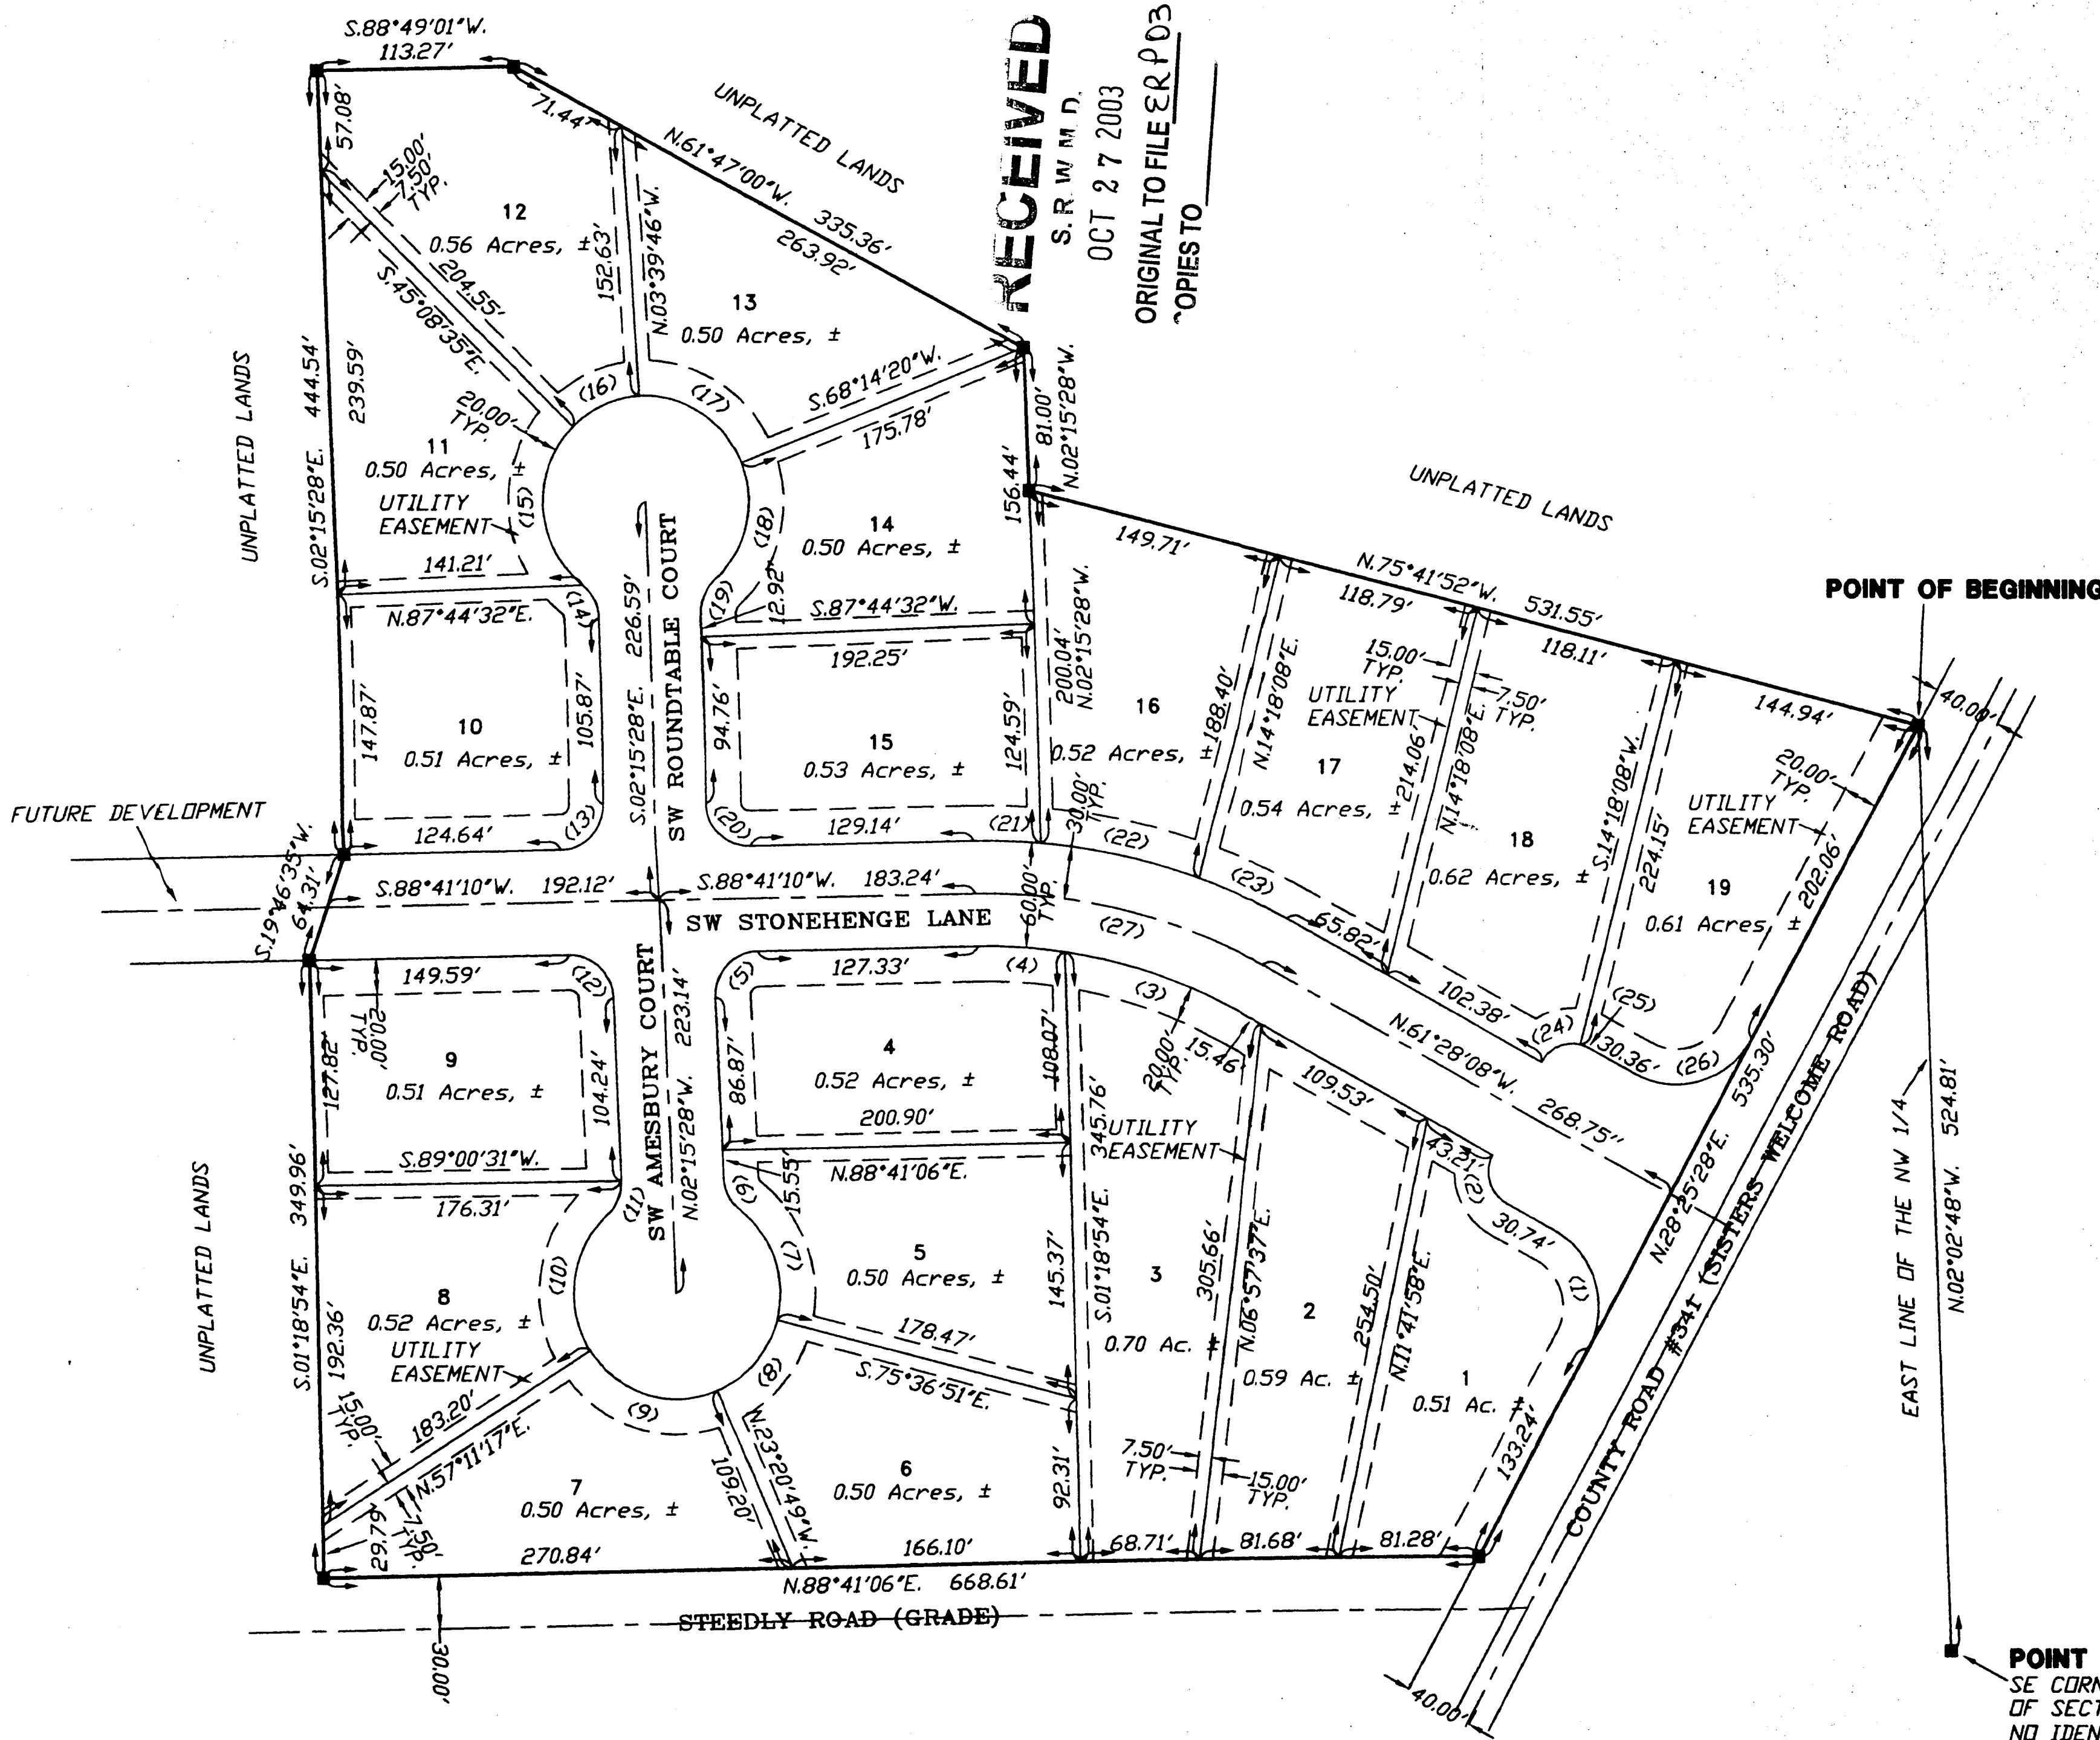 S.88°49'01"W.
113.27'
57.08'
71.44'
UNPLATTED LANDS
N.61°47'00"W. 335.36'
263.92'
RECEIVED
S.R.W.M.D.
OCT 27 2003
ORIGINAL TO FILE ERP03
COPIES TO
15.00'
7.50'
TYP.
12
0.56 Acres, ±
152.63'
N.03°39'46"W.
204.55'
S.45°08'35"E.
13
0.50 Acres, ±
(16)
(17)
S.68°14'20"W.
175.78'
81.00'
N.02°15'28"W.
156.44'
UNPLATTED LANDS
S.02°15'28"E. 444.54'
239.59'
20.00'
TYP.
11
0.50 Acres, ±
UTILITY
EASEMENT
(15)
141.21'
N.87°44'32"E.
(14)
(18)
14
0.50 Acres, ±
(19)
12.92'
S.87°44'32"W.
192.25'
S.02°15'28"E. 226.59'
SW ROUNDTABLE COURT
UNPLATTED LANDS
149.71'
N.75°41'52"W. 531.55'
118.79'
118.11'
144.94'
POINT OF BEGINNING
40.00'
147.87'
10
0.51 Acres, ±
105.87'
94.76'
15
0.53 Acres, ±
124.59'
200.04'
N.02°15'28"W.
16
0.52 Acres, ±
188.40'
N.14°18'08"E.
15.00'
TYP.
UTILITY
EASEMENT
7.50'
TYP.
17
0.54 Acres, ±
214.06'
N.14°18'08"E.
18
0.62 Acres, ±
S.14°18'08"W.
224.15'
20.00'
TYP.
UTILITY
EASEMENT
19
0.61 Acres, ±
202.06'
FUTURE DEVELOPMENT
124.64'
(13)
(20)
129.14'
(21)
30.00'
TYP.
(22)
(23)
S.19°46'35"W.
64.31'
S.88°41'10"W. 192.12'
S.88°41'10"W. 183.24'
SW STONEHENGE LANE
60.00'
TYP.
(27)
65.82'
102.38'
(24)
(25)
30.36'
(26)
149.59'
(12)
20.00'
TYP.
(5)
127.33'
(4)
(3)
20.00'
TYP.
15.46'
N.61°28'08"W. 268.75''
535.30'
N.28°25'28"E.
COUNTY ROAD #341 (SISTERS WELCOME ROAD)
EAST LINE OF THE NW 1/4
N.02°02'48"W. 524.81'
127.82'
9
0.51 Acres, ±
104.24'
SW AMESBURY COURT
N.02°15'28"W. 223.14'
86.87'
4
0.52 Acres, ±
200.90'
108.07'
345.76'
S.01°18'54"E.
UTILITY
EASEMENT
109.53'
43.21'
(2)
30.74'
(1)
S.89°00'31"W.
176.31'
N.88°41'06"E.
15.55'
(6)
(11)
(7)
(10)
UNPLATTED LANDS
S.01°18'54"E. 349.96'
192.36'
8
0.52 Acres, ±
UTILITY
EASEMENT
5
0.50 Acres, ±
145.37'
178.47'
S.75°36'51"E.
(8)
(9)
3
0.70 Ac. ±
305.66'
N.06°57'37"E.
2
0.59 Ac. ±
254.50'
N.11°41'58"E.
1
0.51 Ac. ±
133.24'
15.00'
TYP.
183.20'
N.57°11'17"E.
7.50'
TYP.
29.79'
7
0.50 Acres, ±
270.84'
109.20'
N.23°20'49"W.
6
0.50 Acres, ±
166.10'
92.31'
7.50'
TYP.
15.00'
TYP.
68.71'
81.68'
81.28'
N.88°41'06"E. 668.61'
STEEDLY ROAD (GRADE)
30.00'
40.00'
POINT
SE CORN
OF SECT
NO IDEN